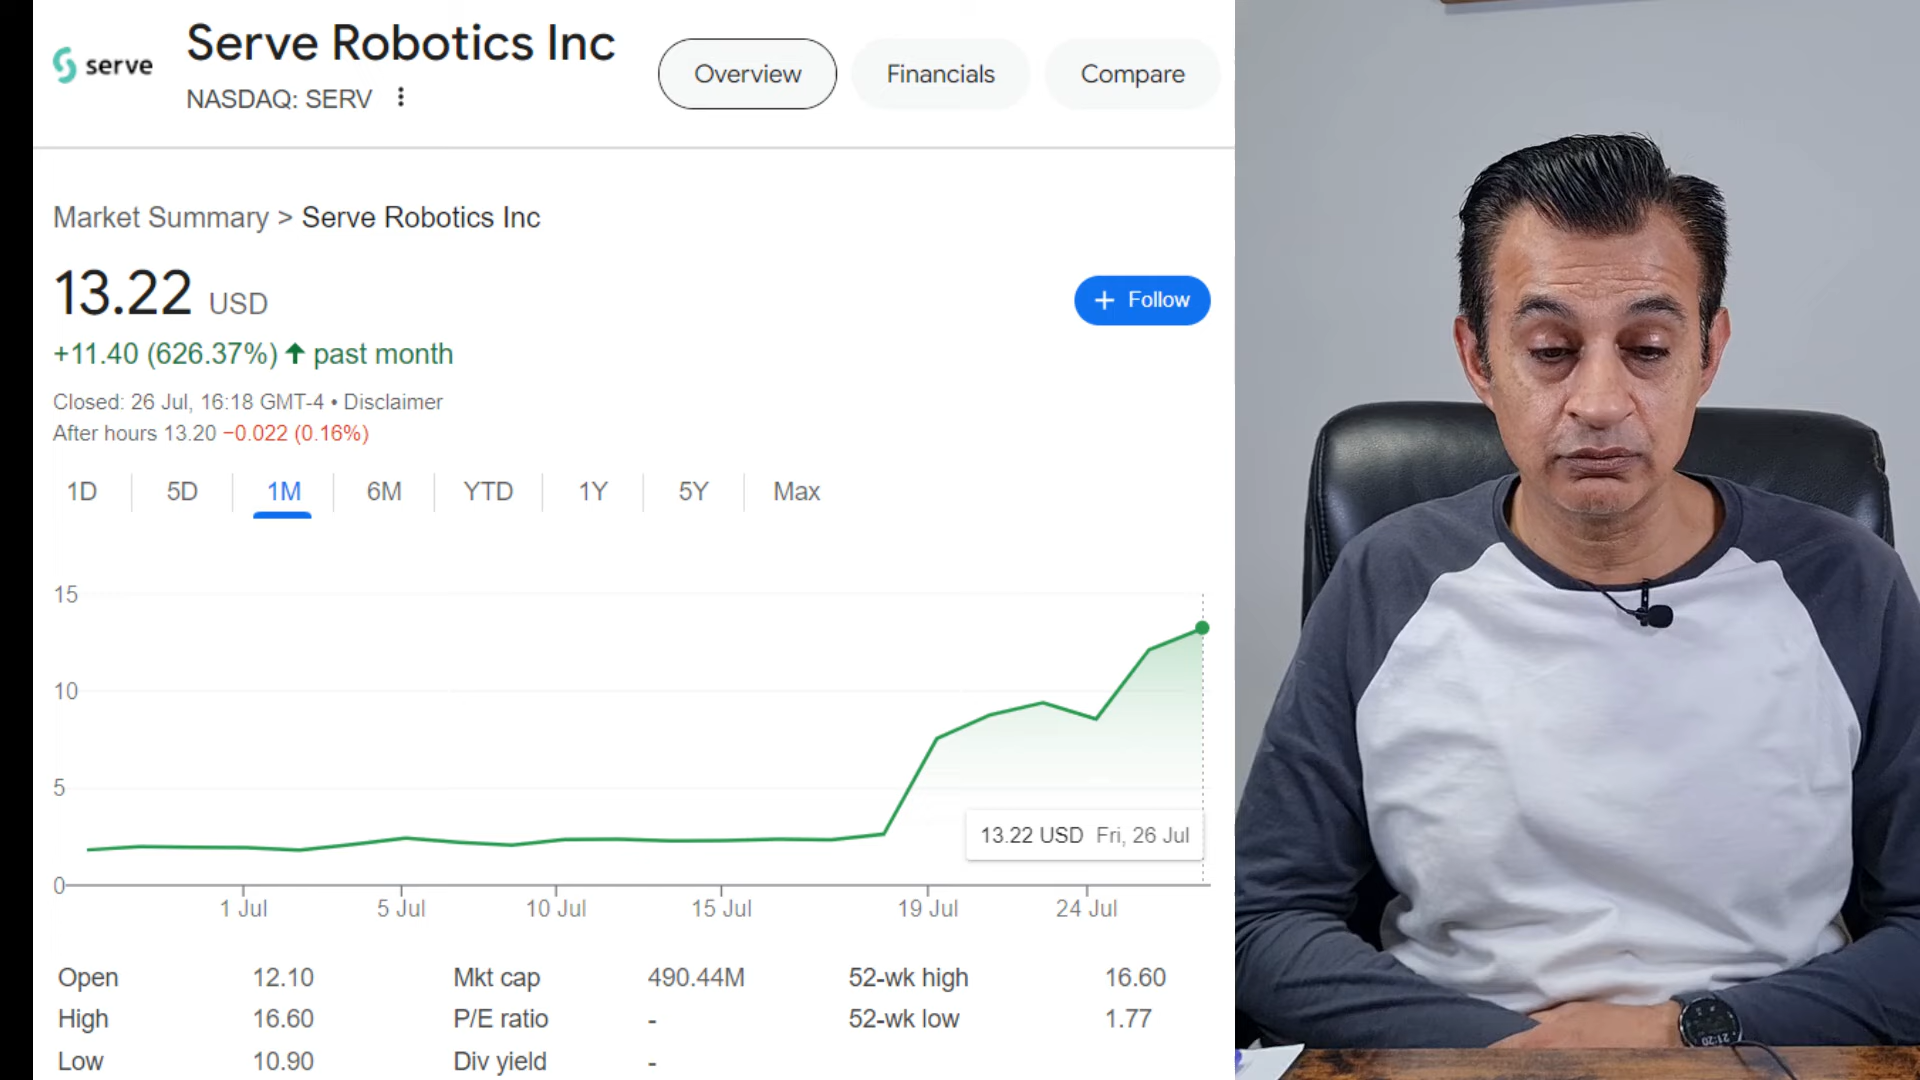 serve
Serve Robotics Inc
NASDAQ: SERV
Overview
Financials
Compare
Market Summary > Serve Robotics Inc
13.22 USD
+ Follow
+11.40 (626.37%) ↑ past month
Closed: 26 Jul, 16:18 GMT-4 • Disclaimer
After hours 13.20 −0.022 (0.16%)
1D 5D 1M 6M YTD 1Y 5Y Max
15
10
5
13.22 USD Fri, 26 Jul
0
1 Jul 5 Jul 10 Jul 15 Jul 19 Jul 24 Jul
Open 12.10 Mkt cap 490.44M 52-wk high 16.60
High 16.60 P/E ratio - 52-wk low 1.77
Low 10.90 Div yield -
21:20